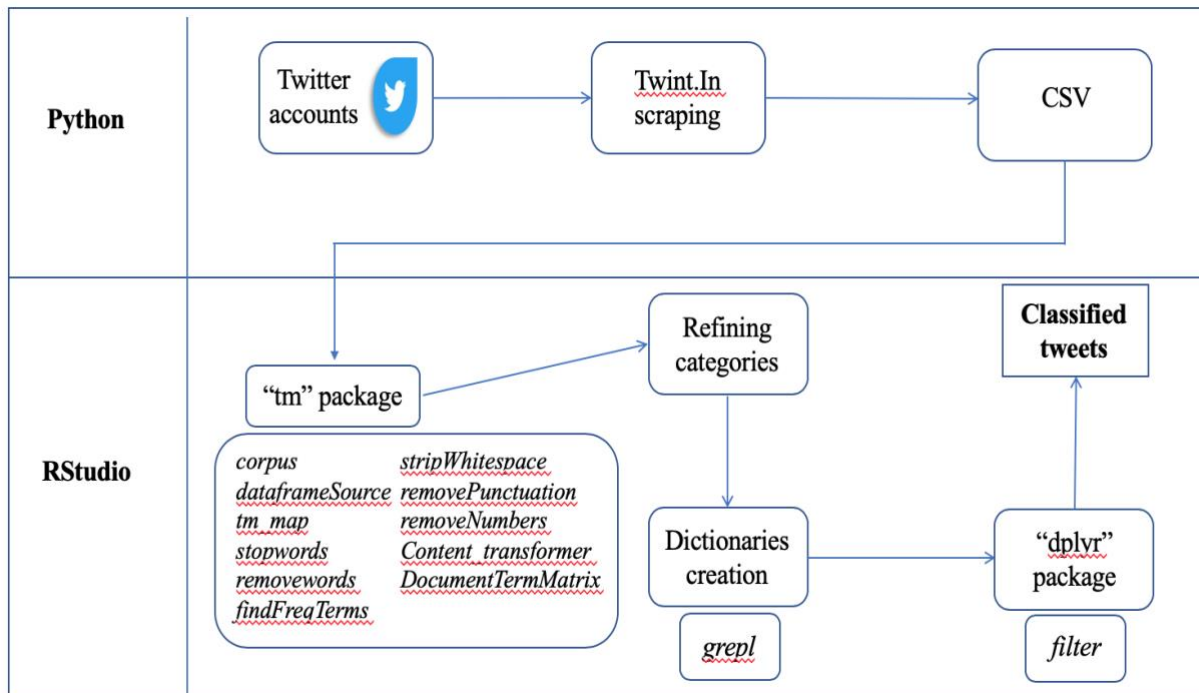 Python
Twitter
accounts
Twint.In
scraping
CSV
RStudio
“tm” package
corpus
dataframeSource
tm_map
stopwords
removewords
findFreqTerms
stripWhitespace
removePunctuation
removeNumbers
Content_transformer
DocumentTermMatrix
Refining
categories
Dictionaries
creation
grepl
“dplyr”
package
filter
Classified
tweets